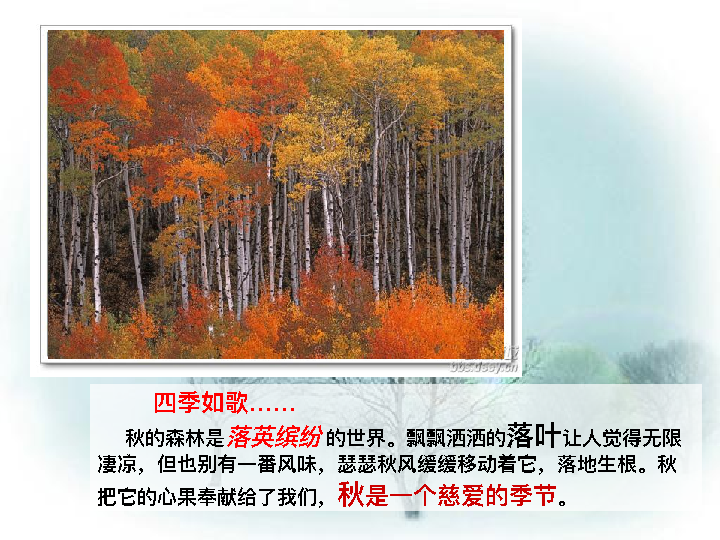 bbs.dsey.cn
四季如歌……
秋的森林是落英缤纷的世界。飘飘洒洒的落叶让人觉得无限
凄凉，但也别有一番风味，瑟瑟秋风缓缓移动着它，落地生根。秋
把它的心果奉献给了我们，秋是一个慈爱的季节。